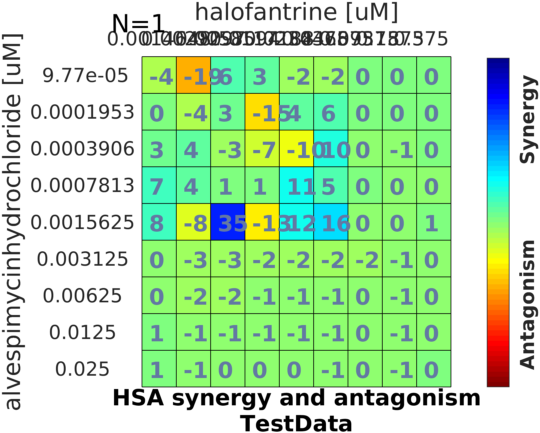 halofantrine [uM]
N=1
alvespimycinhydrochloride [uM]
9.77e-05 -4 -19 6 3 -2 -2 0 0 0
0.0001953 0 -4 3 -15 4 6 0 0 0
0.0003906 3 4 -3 -7 -10 10 0 -1 0
0.0007813 7 4 1 1 11 5 0 0 0
0.0015625 8 -8 35 -13 12 16 0 0 1
0.003125 0 -3 -3 -2 -2 -2 -2 -1 0
0.00625 0 -2 -2 -1 -1 -1 0 -1 0
0.0125 1 -1 -1 -1 -1 -1 0 -1 0
0.025 1 -1 0 0 0 -1 0 -1 0
HSA synergy and antagonism
TestData
Synergy
Antagonism